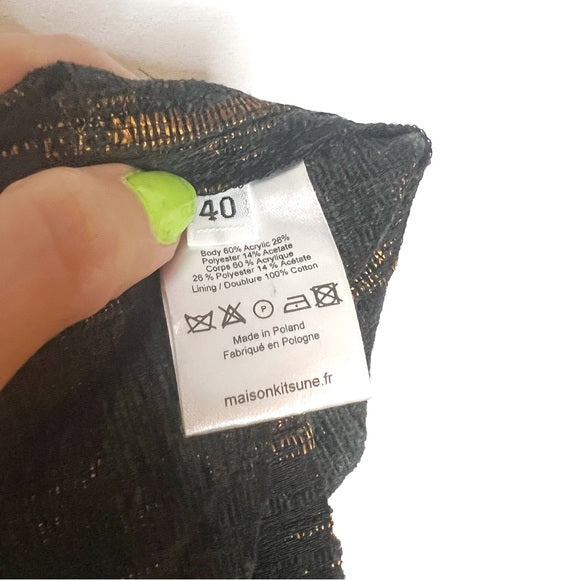 40
Body 60% Acrylic 26%
Polyester 14% Acetate
Corps 60 % Acrylique
26 % Polyester 14 % Acétate
Lining / Doublure 100% Cotton
P
Made in Poland
Fabriqué en Pologne
maisonkitsune.fr